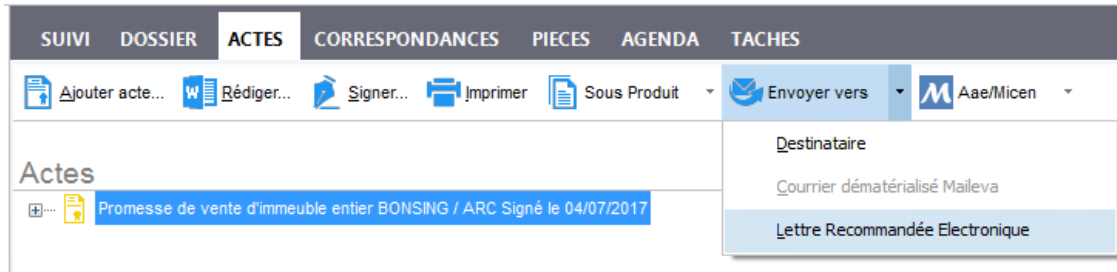 SUIVI DOSSIER ACTES CORRESPONDANCES PIECES AGENDA TACHES
Ajouter acte... Rédiger... Signer... Imprimer Sous Produit Envoyer vers Aae/Micen
Destinataire
Actes
Courrier dématérialisé Maileva
Promesse de vente d'immeuble entier BONSING / ARC Signé le 04/07/2017
Lettre Recommandée Electronique